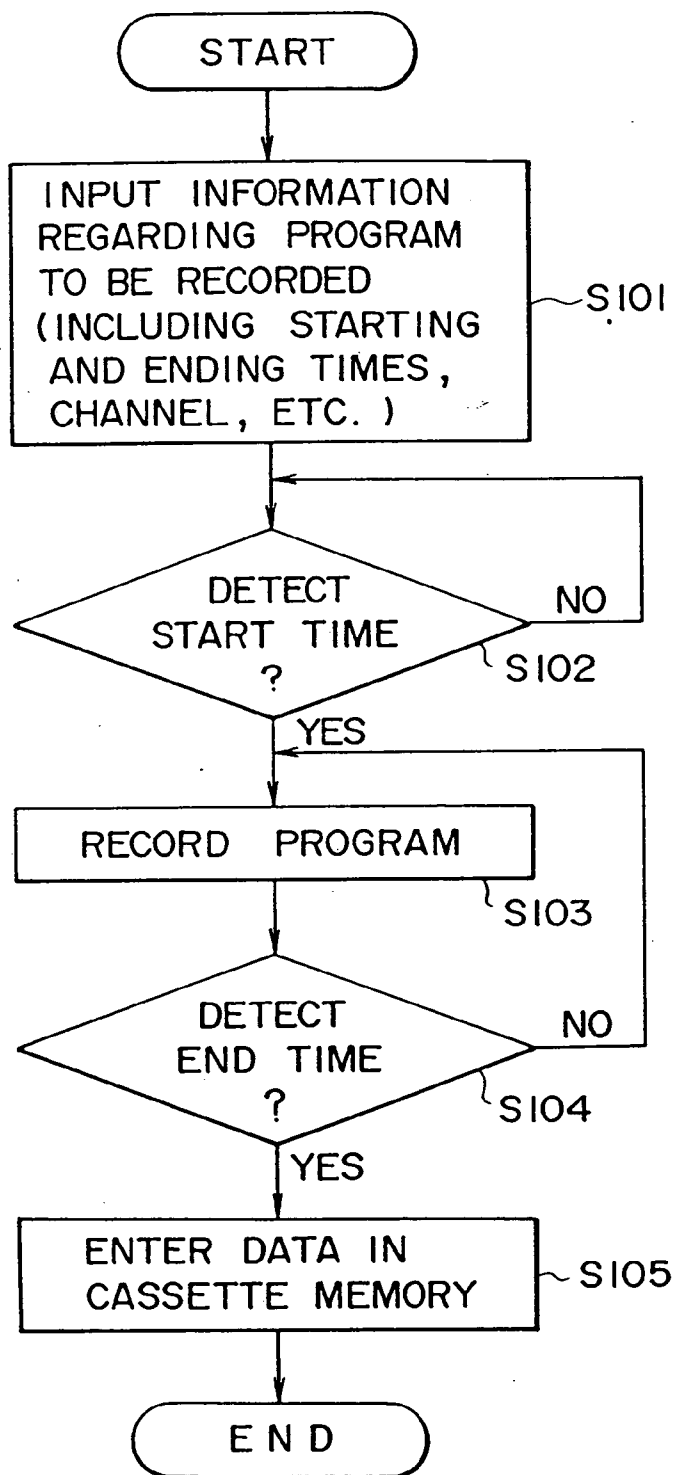 START
INPUT INFORMATION
REGARDING PROGRAM
TO BE RECORDED
(INCLUDING STARTING
AND ENDING TIMES,
CHANNEL, ETC.)
S101
DETECT
START TIME
?
NO
S102
YES
RECORD PROGRAM
S103
DETECT
END TIME
?
NO
S104
YES
ENTER DATA IN
CASSETTE MEMORY
S105
END